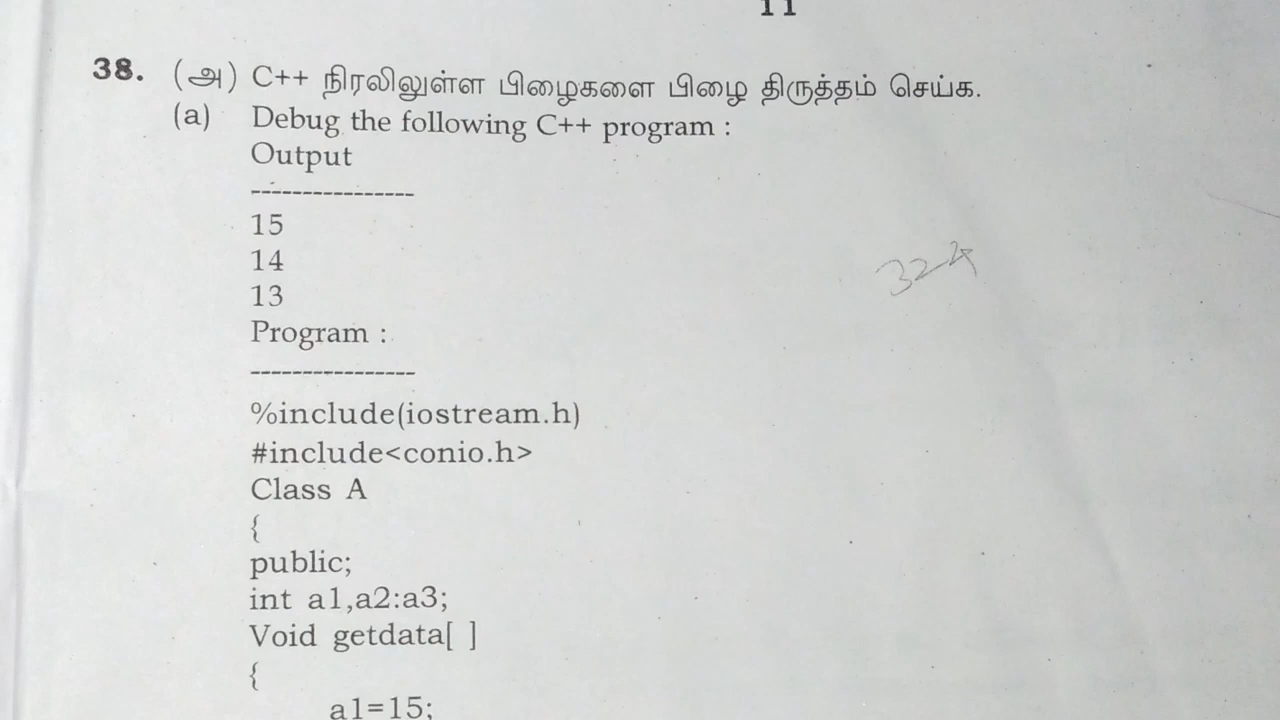 11
38. (அ) C++ நிரலிலுள்ள பிழைகளை பிழை திருத்தம் செய்க.
(a) Debug the following C++ program :
Output
----------------
15
14
13
324
Program :
----------------
%include(iostream.h)
#include<conio.h>
Class A
{
public;
int a1,a2:a3;
Void getdata[ ]
{
a1=15;